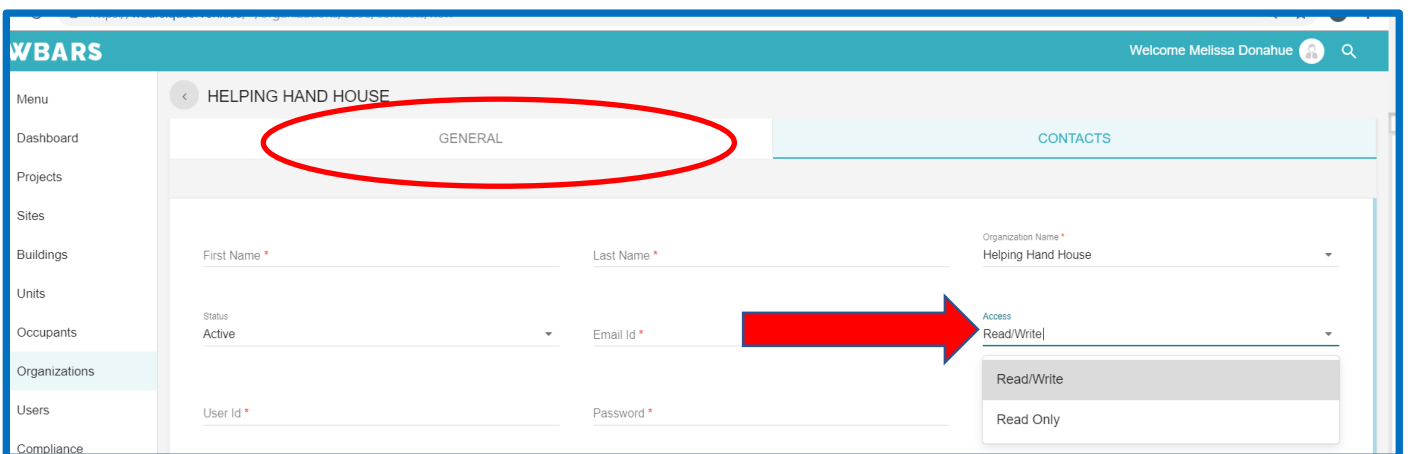 WBARS
Welcome Melissa Donahue
Menu
HELPING HAND HOUSE
Dashboard
GENERAL
CONTACTS
Projects
Sites
Buildings
First Name *
Last Name *
Organization Name *
Helping Hand House
Units
Status
Active
Email Id *
Access
Read/Write
Occupants
Organizations
Read/Write
Users
User Id *
Password *
Read Only
Compliance